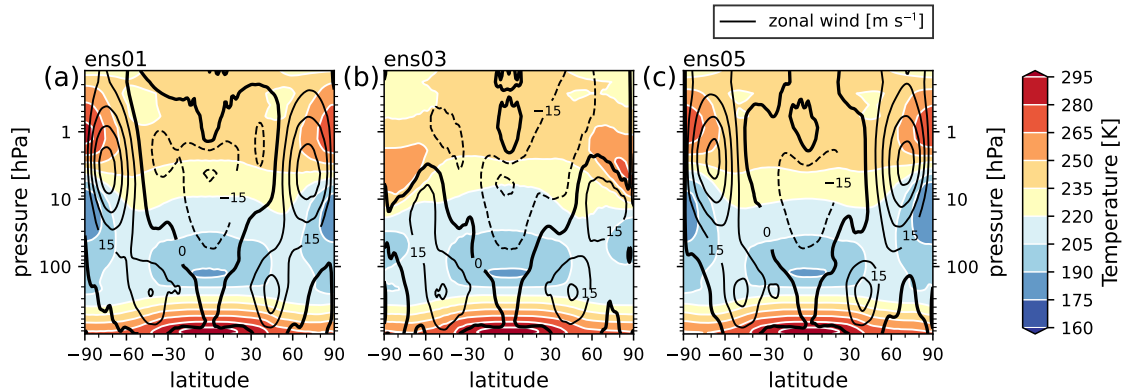 zonal wind [m s⁻¹]
(a) ens01
(b) ens03
(c) ens05
pressure [hPa]
1
10
100
−15
15
0
15
−90 −60 −30 0 30 60 90
latitude
−15
0
15
15
−90 −60 −30 0 30 60 90
latitude
−15
15
0
15
−90 −60 −30 0 30 60 90
latitude
1
10
100
pressure [hPa]
295
280
265
250
235
220
205
190
175
160
Temperature [K]